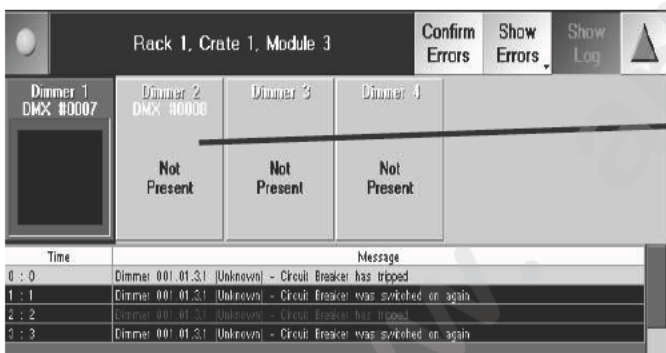 Rack 1, Crate 1, Module 3
Confirm Errors
Show Errors
Show Log
Dimmer 1
DMX #0007
Dimmer 2
DMX #0008
Not Present
Dimmer 3
Not Present
Dimmer 4
Not Present
Time Message
0 : 0 Dimmer 001.01.3.1 |Unknown| - Circuit Breaker has tripped
1 : 1 Dimmer 001.01.3.1 |Unknown| - Circuit Breaker was switched on again
2 : 2 Dimmer 001.01.3.1 |Unknown| - Circuit Breaker has tripped
3 : 3 Dimmer 001.01.3.1 |Unknown| - Circuit Breaker was switched on again